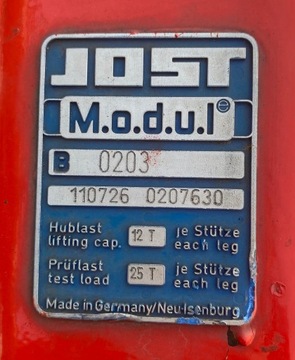 JOST
M.o.d.u.l ®
B 0203
110726 0207630
Hublast je Stütze
lifting cap. 12 T each leg
Prüflast je Stütze
test load 25 T each leg
Made in Germany/Neu-Isenburg